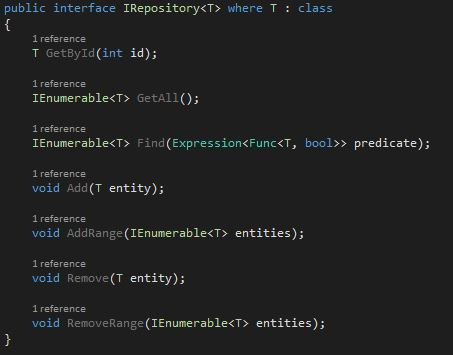 public interface IRepository<T> where T : class
{
1 reference
T GetById(int id);
1 reference
IEnumerable<T> GetAll();
1 reference
IEnumerable<T> Find(Expression<Func<T, bool>> predicate);
1 reference
void Add(T entity);
1 reference
void AddRange(IEnumerable<T> entities);
1 reference
void Remove(T entity);
1 reference
void RemoveRange(IEnumerable<T> entities);
}